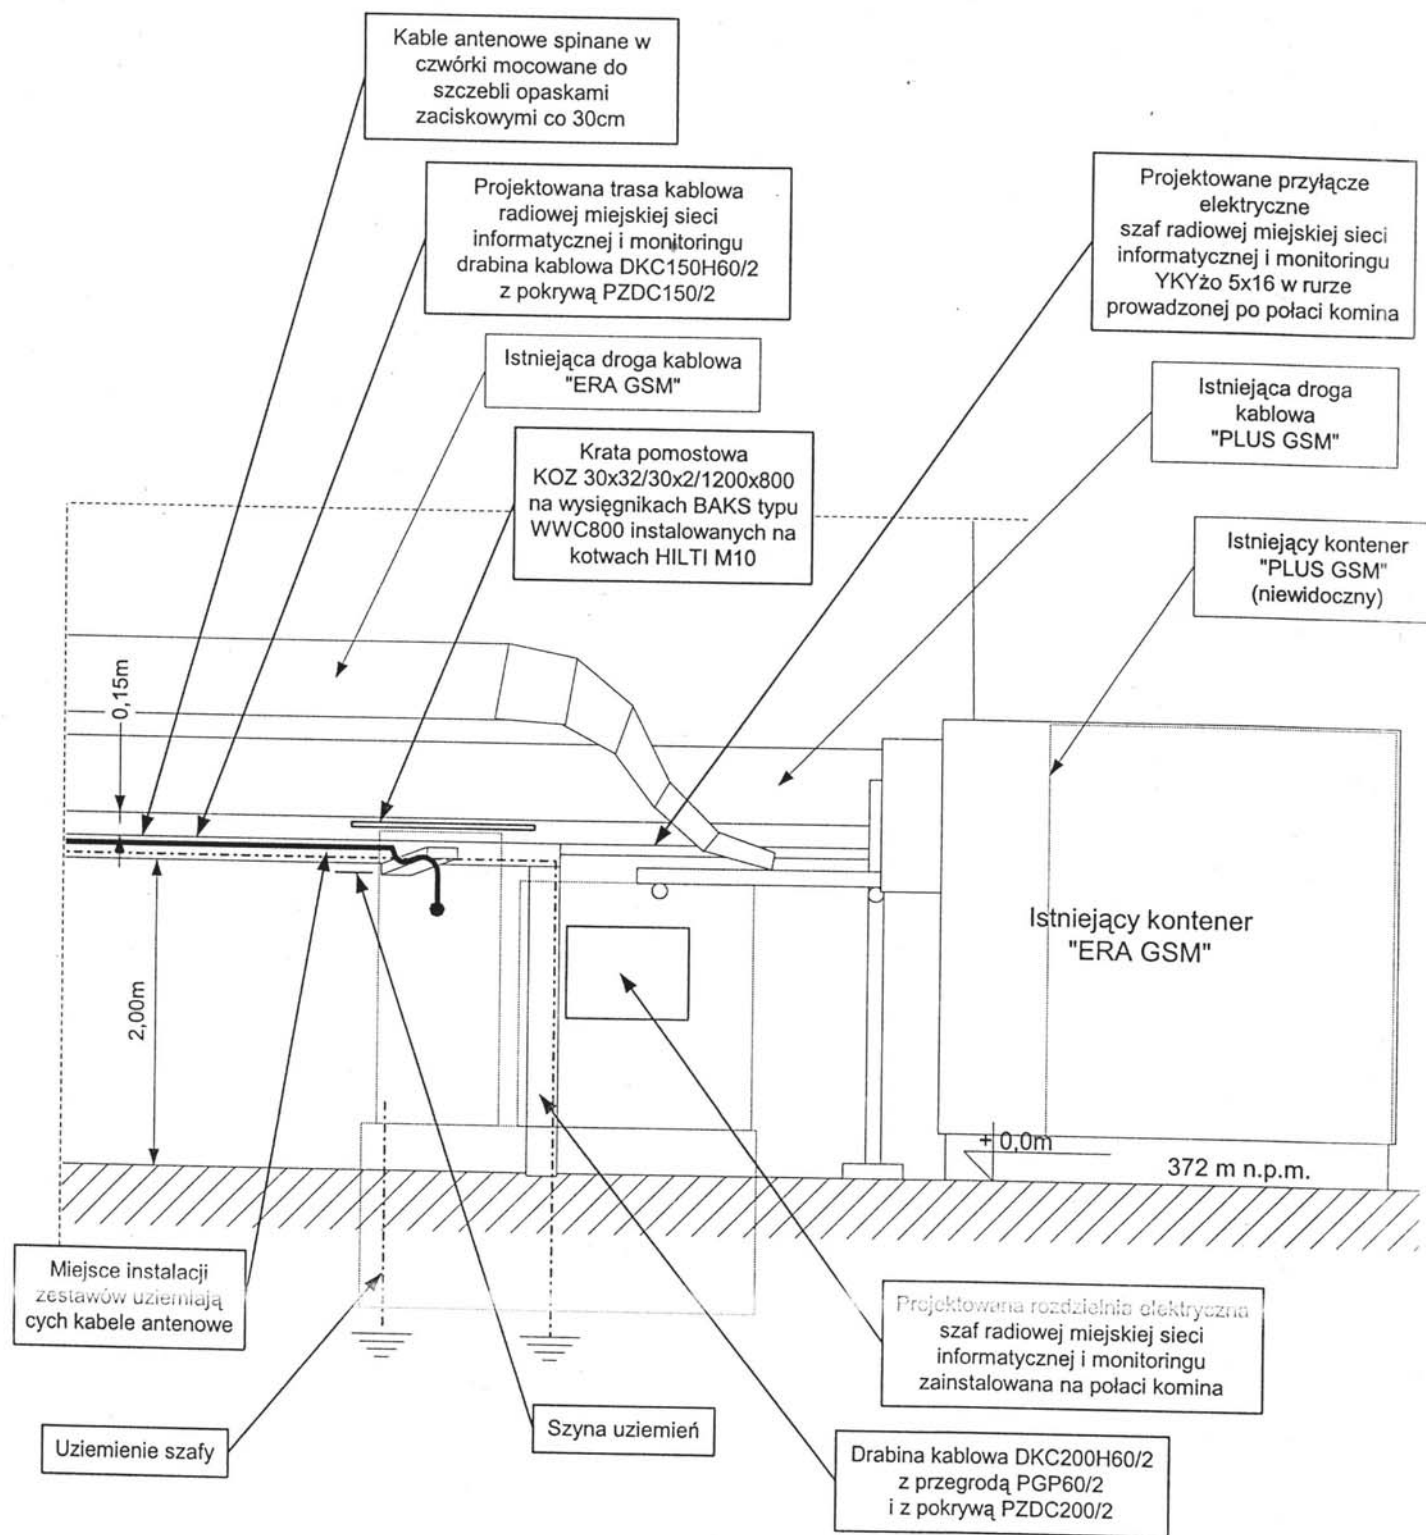 Kable antenowe spinane w
czwórki mocowane do
szczebli opaskami
zaciskowymi co 30cm
Projektowana trasa kablowa
radiowej miejskiej sieci
informatycznej i monitoringu
drabina kablowa DKC150H60/2
z pokrywą PZDC150/2
Projektowane przyłącze
elektryczne
szaf radiowej miejskiej sieci
informatycznej i monitoringu
YKYżo 5x16 w rurze
prowadzonej po połaci komina
Istniejąca droga kablowa
"ERA GSM"
Istniejąca droga
kablowa
"PLUS GSM"
Krata pomostowa
KOZ 30x32/30x2/1200x800
na wysięgnikach BAKS typu
WWC800 instalowanych na
kotwach HILTI M10
Istniejący kontener
"PLUS GSM"
(niewidoczny)
0,15m
2,00m
Istniejący kontener
"ERA GSM"
+ 0,0m
372 m n.p.m.
Miejsce instalacji
zestawów uziemiają
cych kabele antenowe
Projektowana rozdzielnia elektryczna
szaf radiowej miejskiej sieci
informatycznej i monitoringu
zainstalowana na połaci komina
Uziemienie szafy
Szyna uziemień
Drabina kablowa DKC200H60/2
z przegrodą PGP60/2
i z pokrywą PZDC200/2